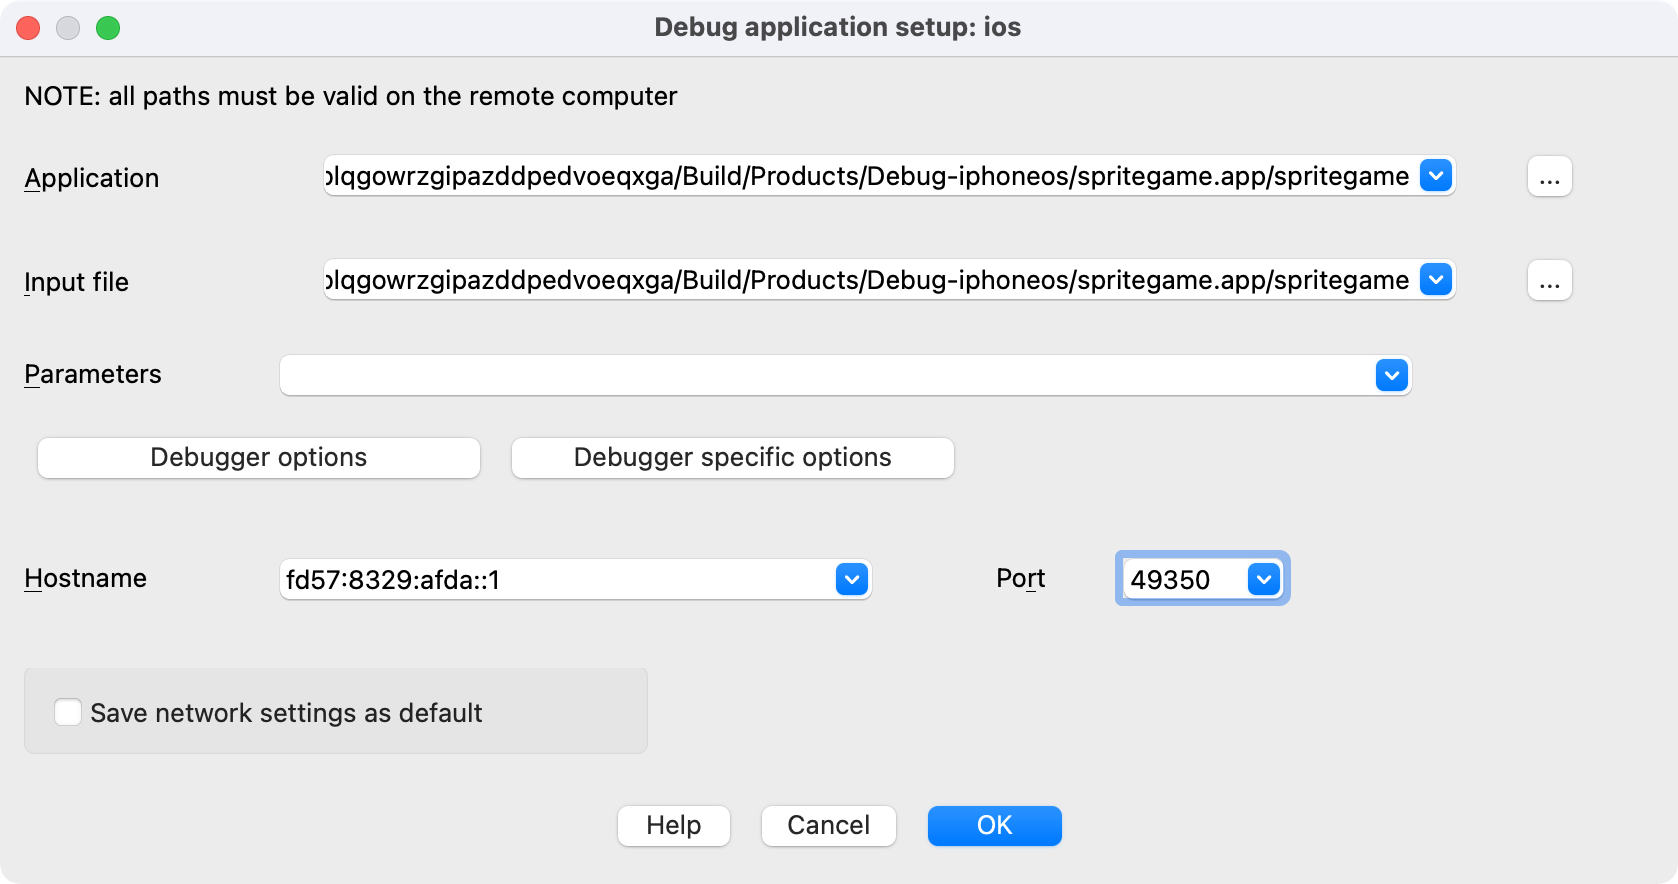 Debug application setup: ios
NOTE: all paths must be valid on the remote computer
Application
lqgowrzgipazddpedvoeqxga/Build/Products/Debug-iphoneos/spritegame.app/spritegame
...
Input file
lqgowrzgipazddpedvoeqxga/Build/Products/Debug-iphoneos/spritegame.app/spritegame
...
Parameters
Debugger options
Debugger specific options
Hostname
fd57:8329:afda::1
Port
49350
Save network settings as default
Help
Cancel
OK